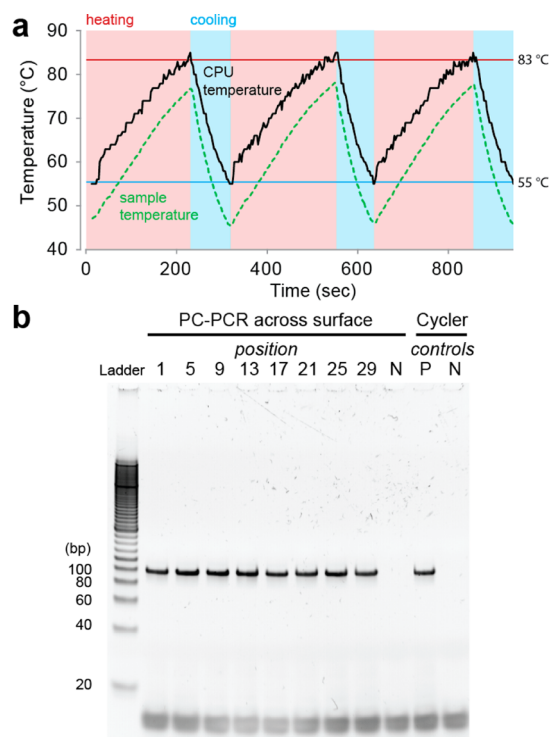 a
heating
cooling
90
80
70
60
50
40
Temperature (°C)
CPU
temperature
sample
temperature
83 °C
55 °C
0
200
400
600
800
Time (sec)
b
PC-PCR across surface
Cycler
position
controls
Ladder
1 5 9 13 17 21 25 29 N P N
(bp)
100
80
60
40
20